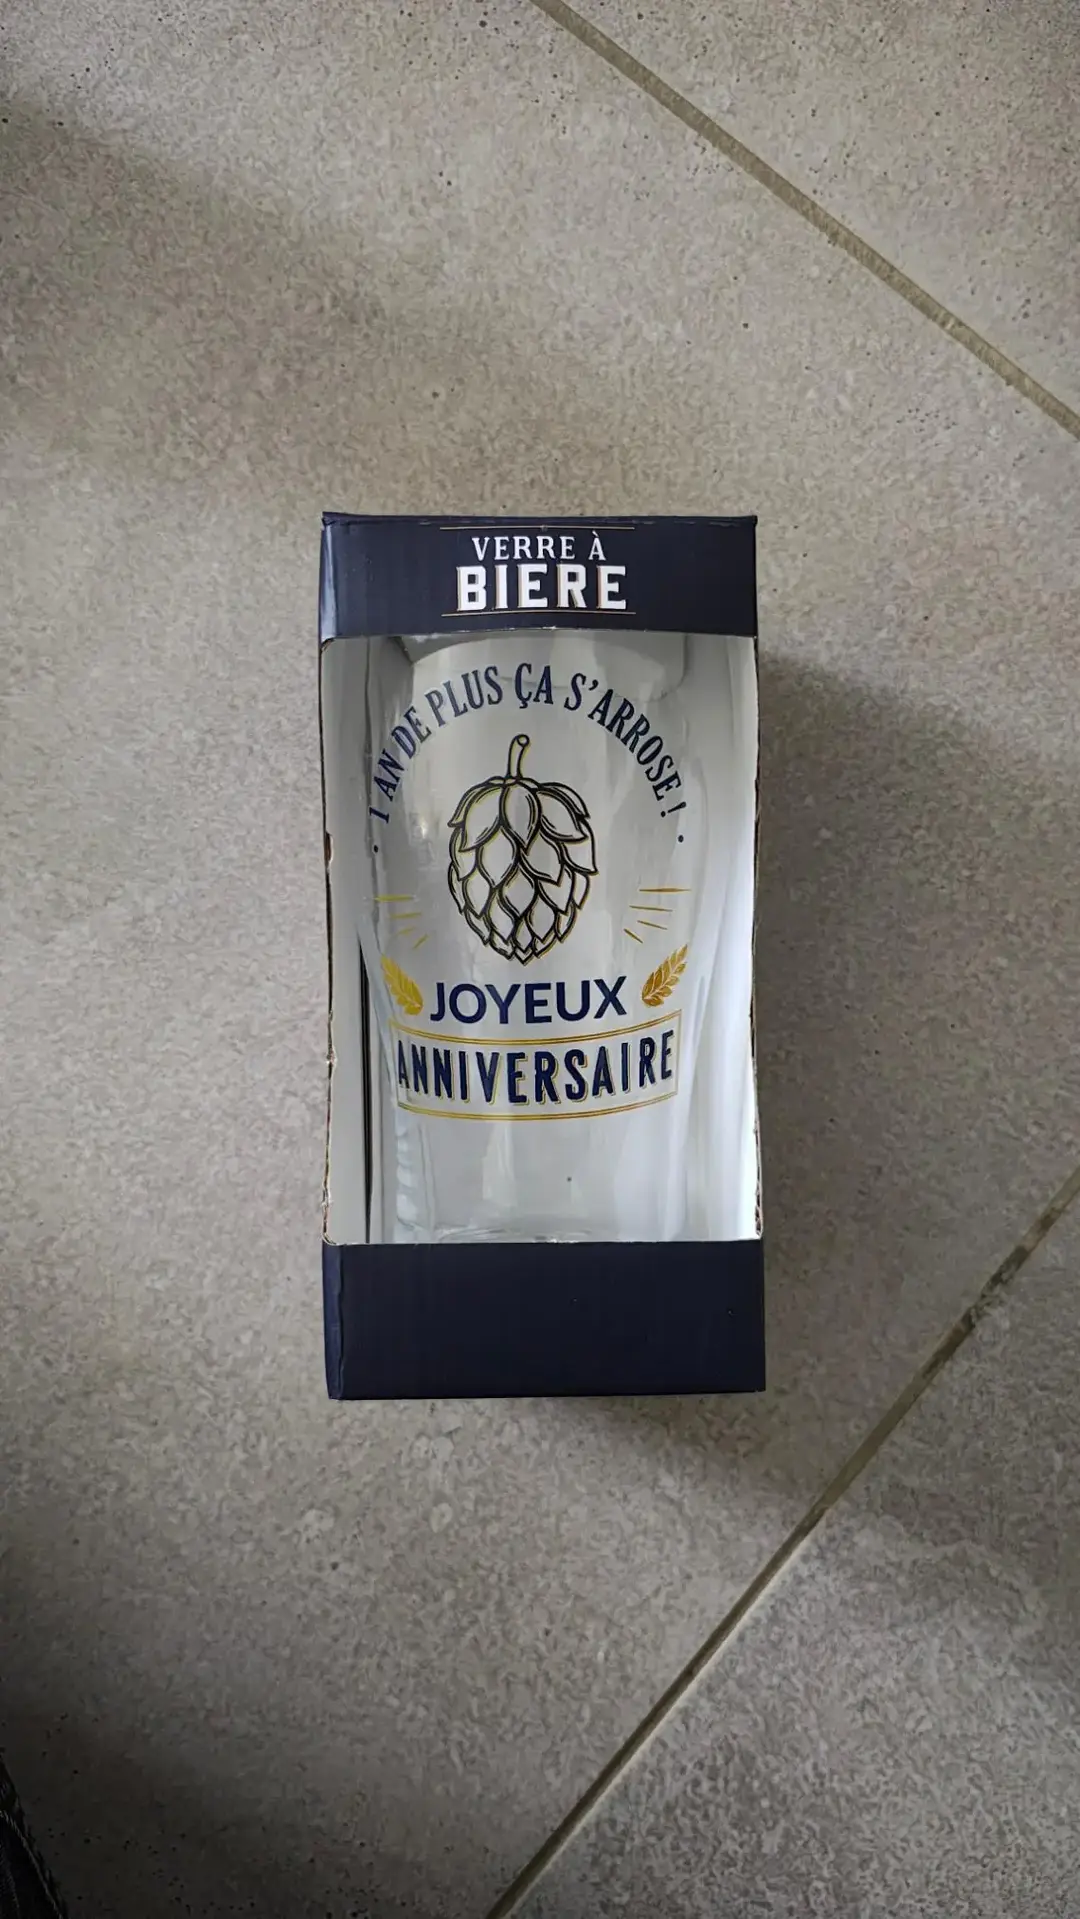 VERRE À
BIERE
1 AN DE PLUS ÇA S'ARROSE !
JOYEUX
ANNIVERSAIRE